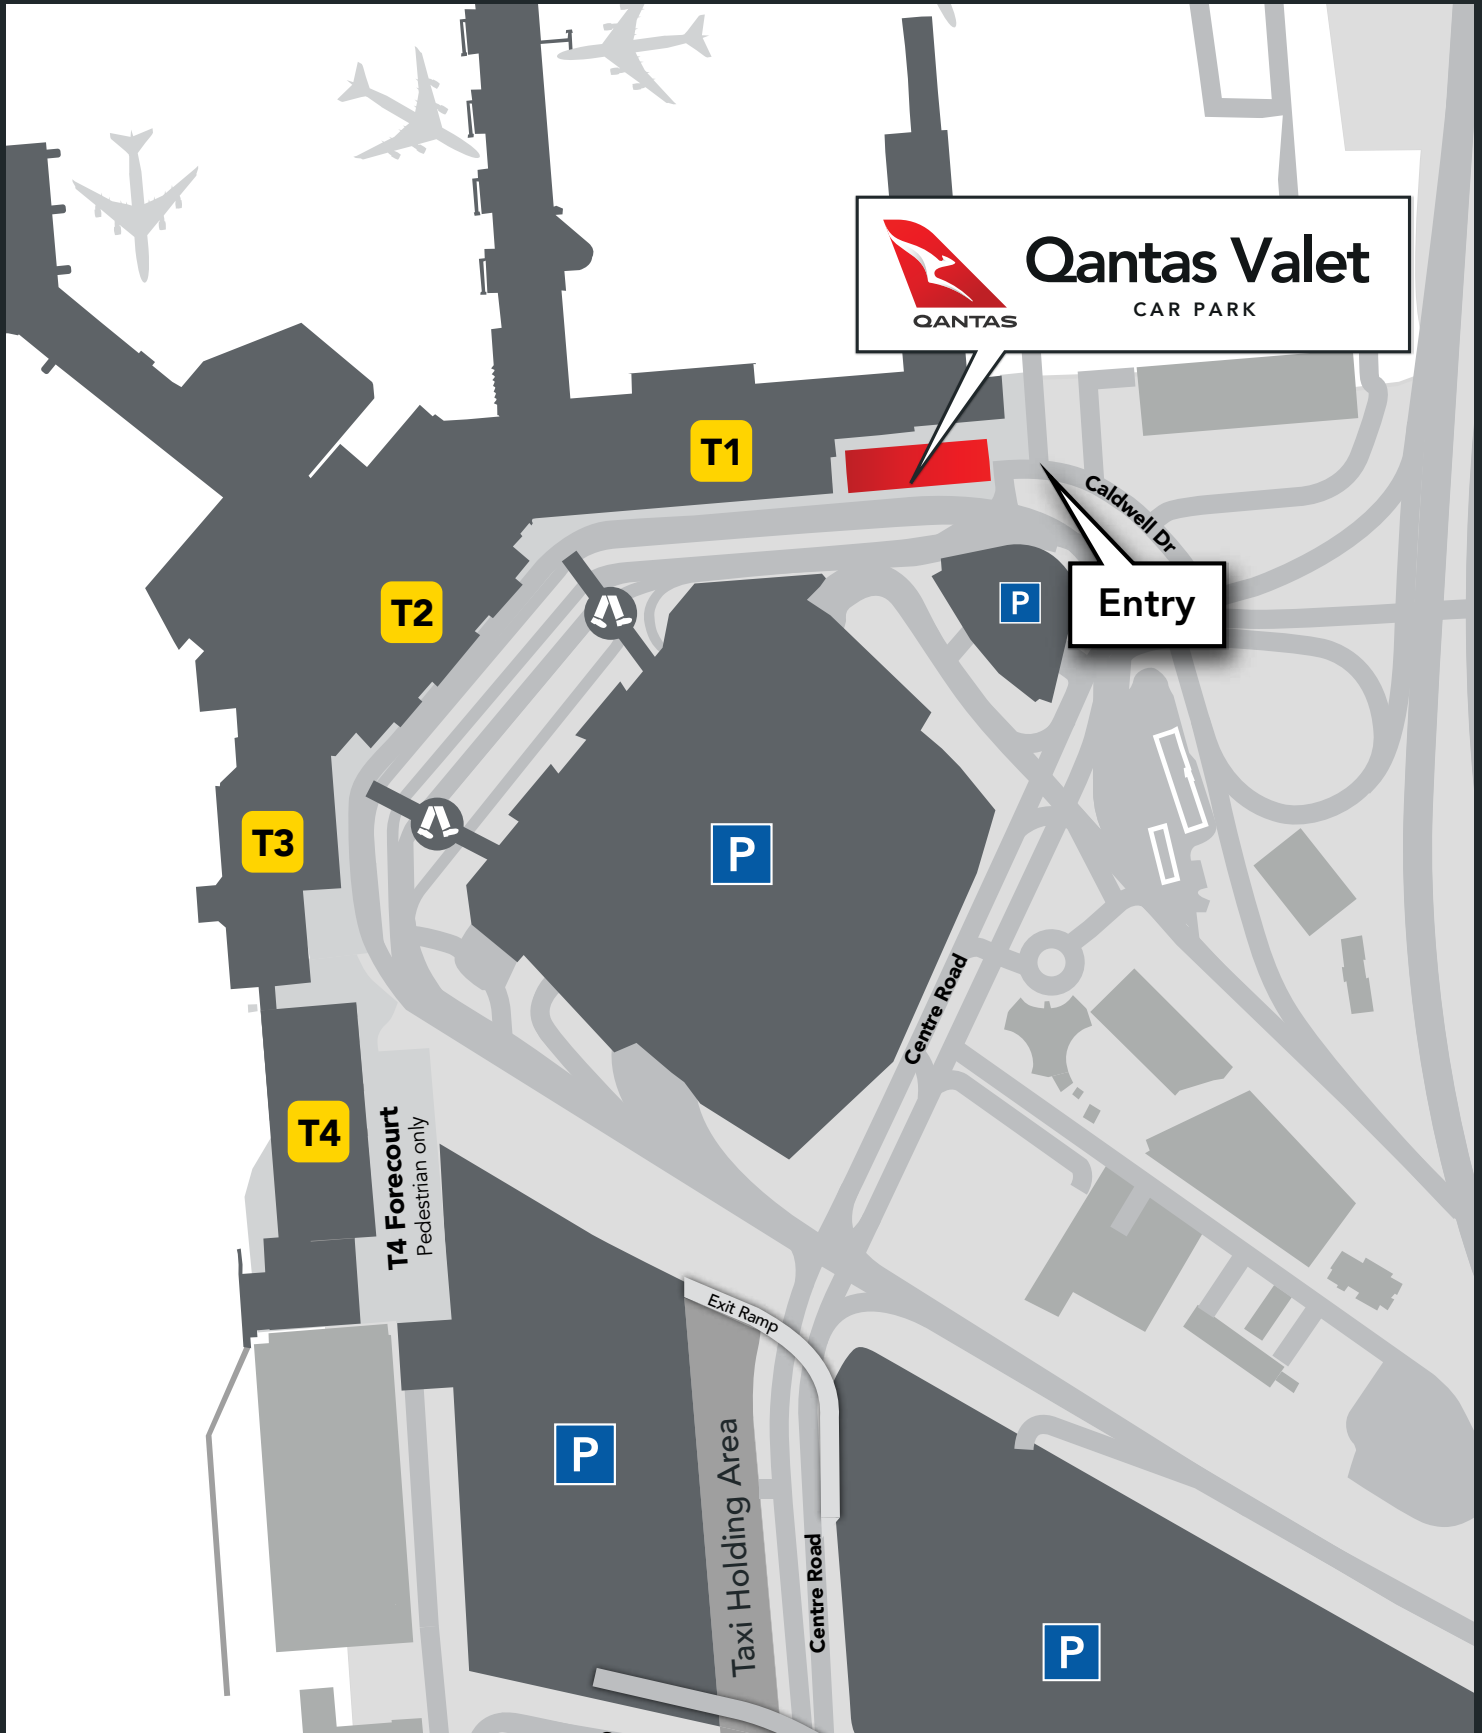 QANTAS
Qantas Valet
CAR PARK
T1
Caldwell Dr
Entry
P
T2
T3
P
Centre Road
T4
T4 Forecourt
Pedestrian only
Exit Ramp
P
Taxi Holding Area
Centre Road
P